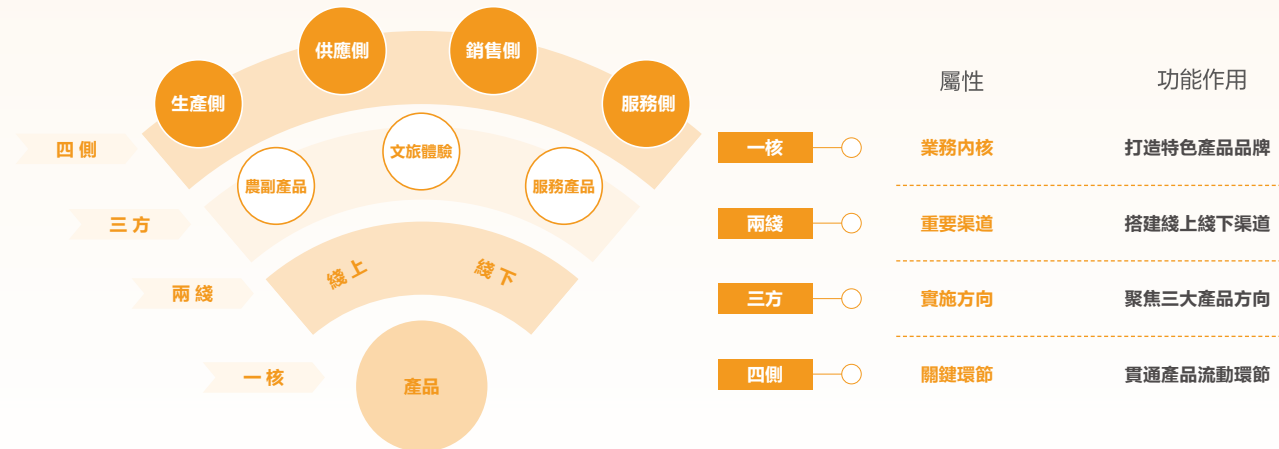 供應側
銷售側
生產側
服務側
四側
文旅體驗
農副產品
服務產品
三方
綫上
綫下
兩綫
一核
產品
屬性
功能作用
一核
業務內核
打造特色產品品牌
兩綫
重要渠道
搭建綫上綫下渠道
三方
實施方向
聚焦三大產品方向
四側
關鍵環節
貫通產品流動環節